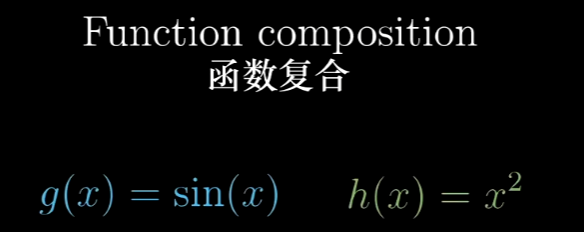 Function composition
函数复合
g(x) = sin(x) h(x) = x²